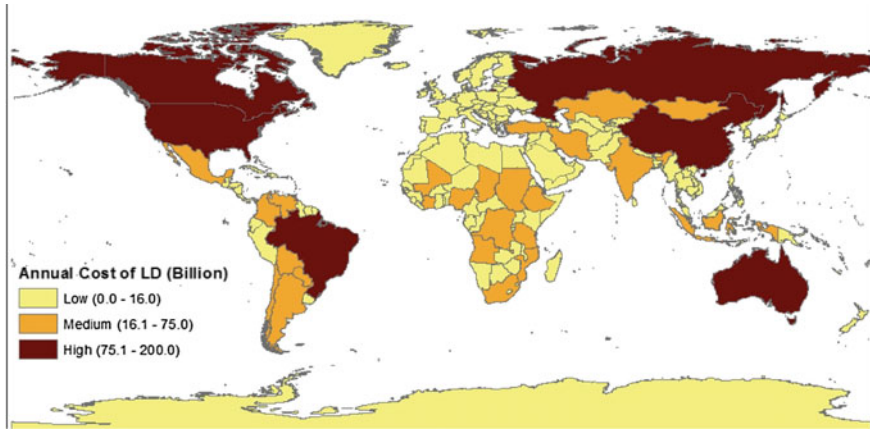 Annual Cost of LD (Billion)
Low (0.0 - 16.0)
Medium (16.1 - 75.0)
High (75.1 - 200.0)